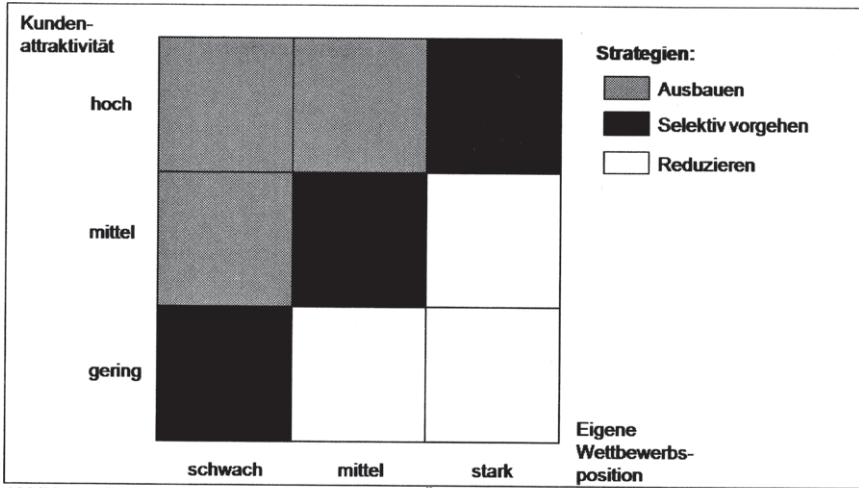 Kunden-
attraktivität
hoch
mittel
gering
schwach mittel stark
Eigene
Wettbewerbs-
position
Strategien:
Ausbauen
Selektiv vorgehen
Reduzieren